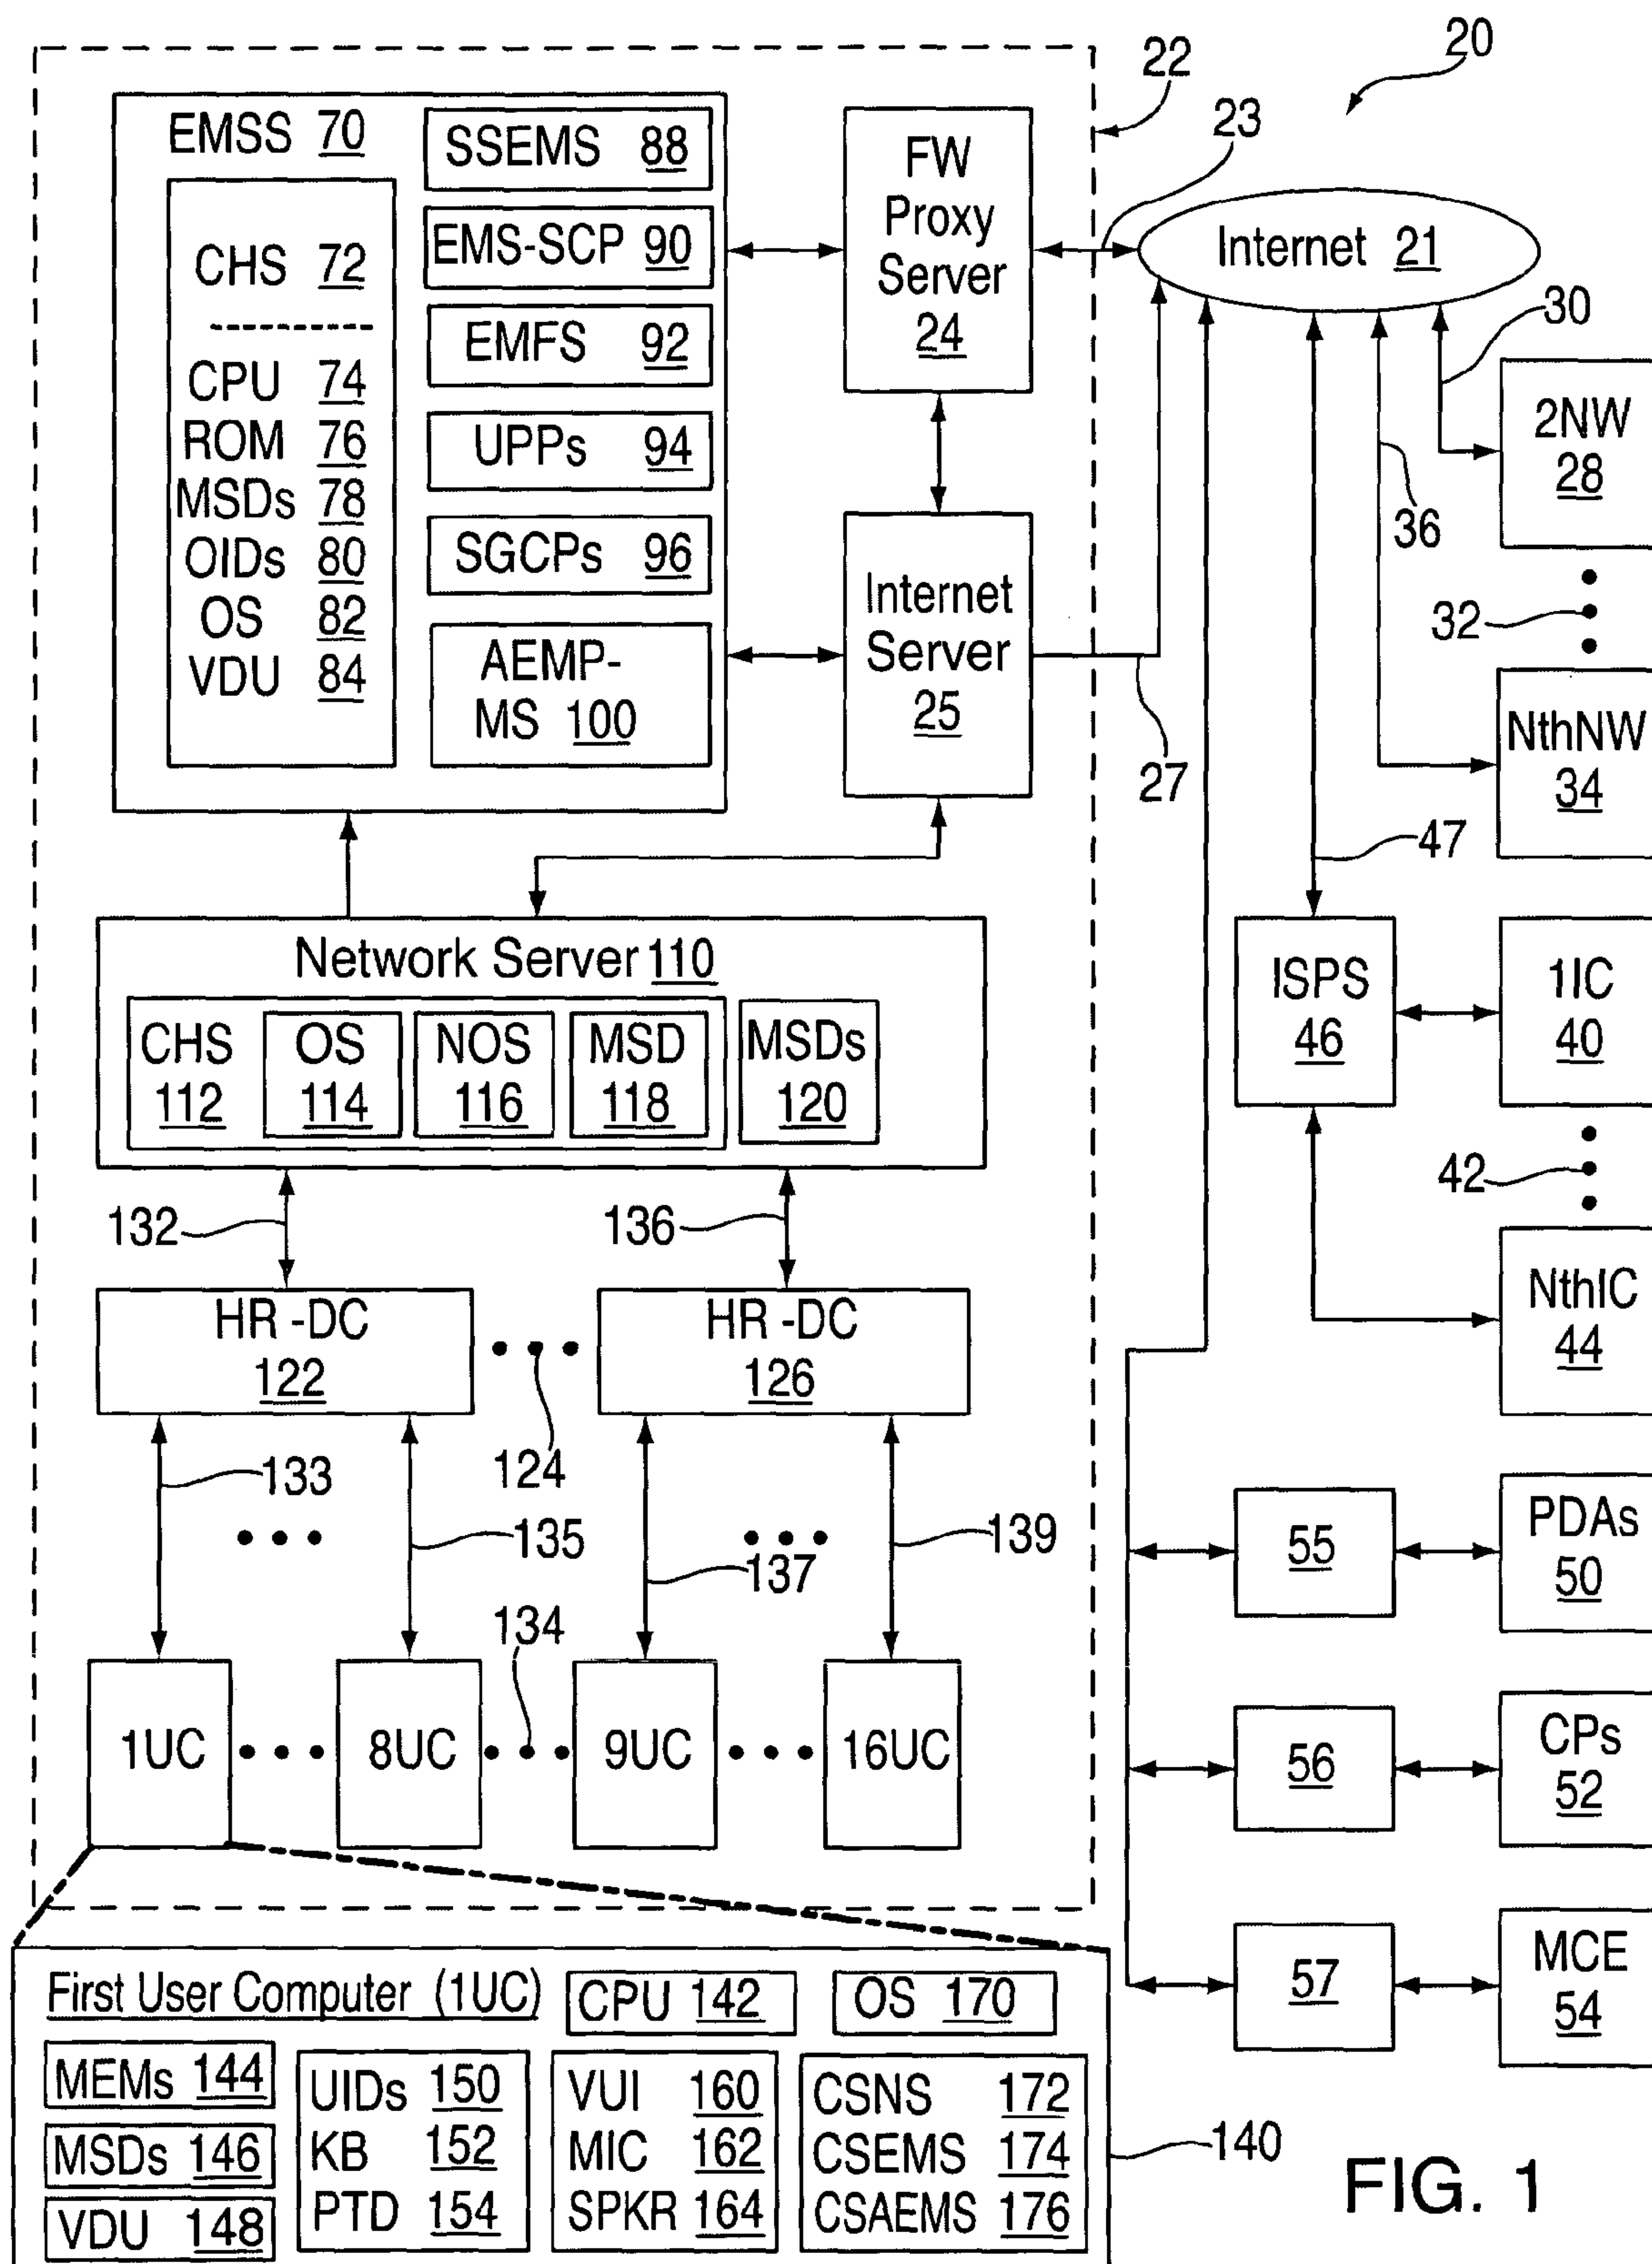 20
22
23
EMSS 70
CHS 72
CPU 74
ROM 76
MSDs 78
OIDs 80
OS 82
VDU 84
SSEMS 88
EMS-SCP 90
EMFS 92
UPPs 94
SGCPs 96
AEMP-
MS 100
FW
Proxy
Server
24
Internet
Server
25
27
Internet 21
30
2NW
28
36
32
NthNW
34
47
ISPS
46
1IC
40
42
NthIC
44
Network Server 110
CHS
112
OS
114
NOS
116
MSD
118
MSDs
120
132
136
HR -DC
122
124
HR -DC
126
133
135
137
139
134
1UC
8UC
9UC
16UC
55
PDAs
50
56
CPs
52
57
MCE
54
First User Computer (1UC)
CPU 142
OS 170
MEMs 144
MSDs 146
VDU 148
UIDs 150
KB 152
PTD 154
VUI 160
MIC 162
SPKR 164
CSNS 172
CSEMS 174
CSAEMS 176
140
FIG. 1